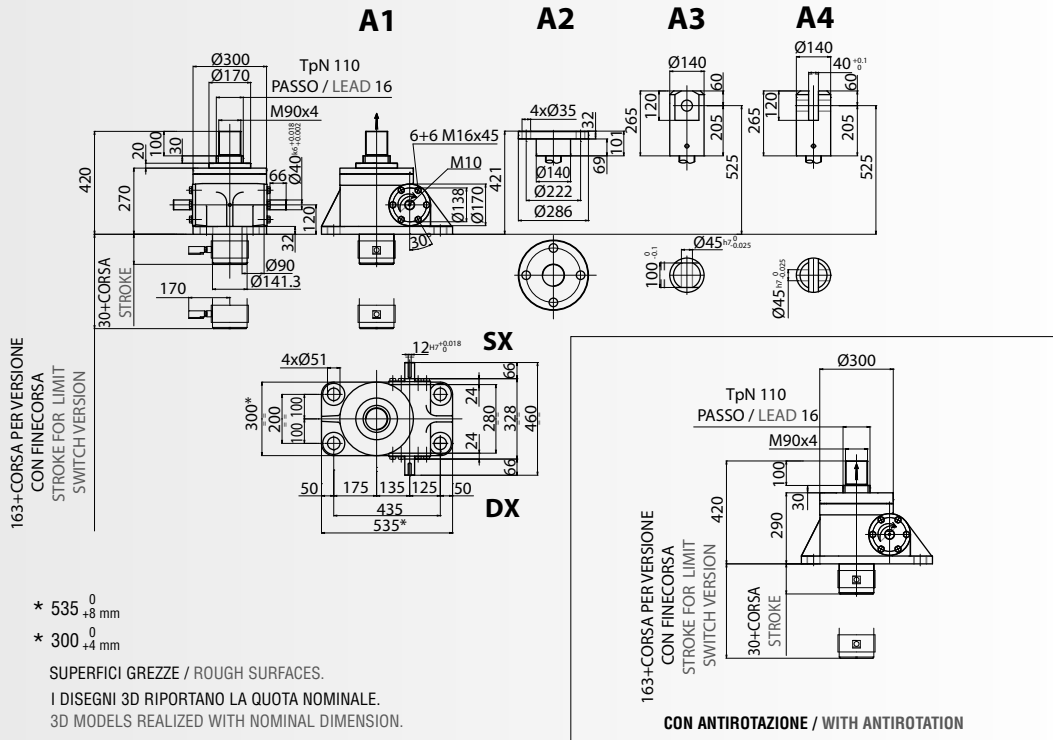 A1
A2
A3
A4
Ø300
Ø170
TpN 110
PASSO / LEAD 16
M90x4
100
30
20
420
270
Ø40 k6 +0.018 +0.002
66
120
32
Ø90
Ø141.3
170
30+CORSA
STROKE
163+CORSA PER VERSIONE
CON FINECORSA
STROKE FOR LIMIT
SWITCH VERSION
6+6 M16x45
M10
Ø138
Ø170
30°
421
4xØ35
32
101
69
Ø140
Ø222
Ø286
Ø140
60
120
265
205
525
Ø45 h7 0 -0.025
100 0 -0.1
Ø140
40 +0.1 0
60
120
265
205
525
Ø45 h7 0 -0.025
12 H7 +0.018 0
SX
4xØ51
300*
200
100 100
66
24
280
328
460
24
66
50
175
135
125
50
435
535*
DX
Ø300
TpN 110
PASSO / LEAD 16
M90x4
100
30
420
290
30+CORSA
STROKE
163+CORSA PER VERSIONE
CON FINECORSA
STROKE FOR LIMIT
SWITCH VERSION
CON ANTIROTAZIONE / WITH ANTIROTATION
* 535 0 +8 mm
* 300 0 +4 mm
SUPERFICI GREZZE / ROUGH SURFACES.
I DISEGNI 3D RIPORTANO LA QUOTA NOMINALE.
3D MODELS REALIZED WITH NOMINAL DIMENSION.